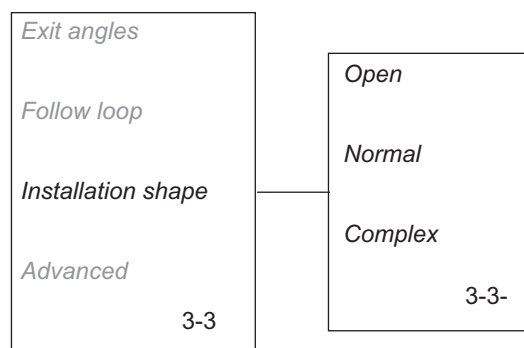 Exit angles
Follow loop
Installation shape
Advanced
3-3
Open
Normal
Complex
3-3-